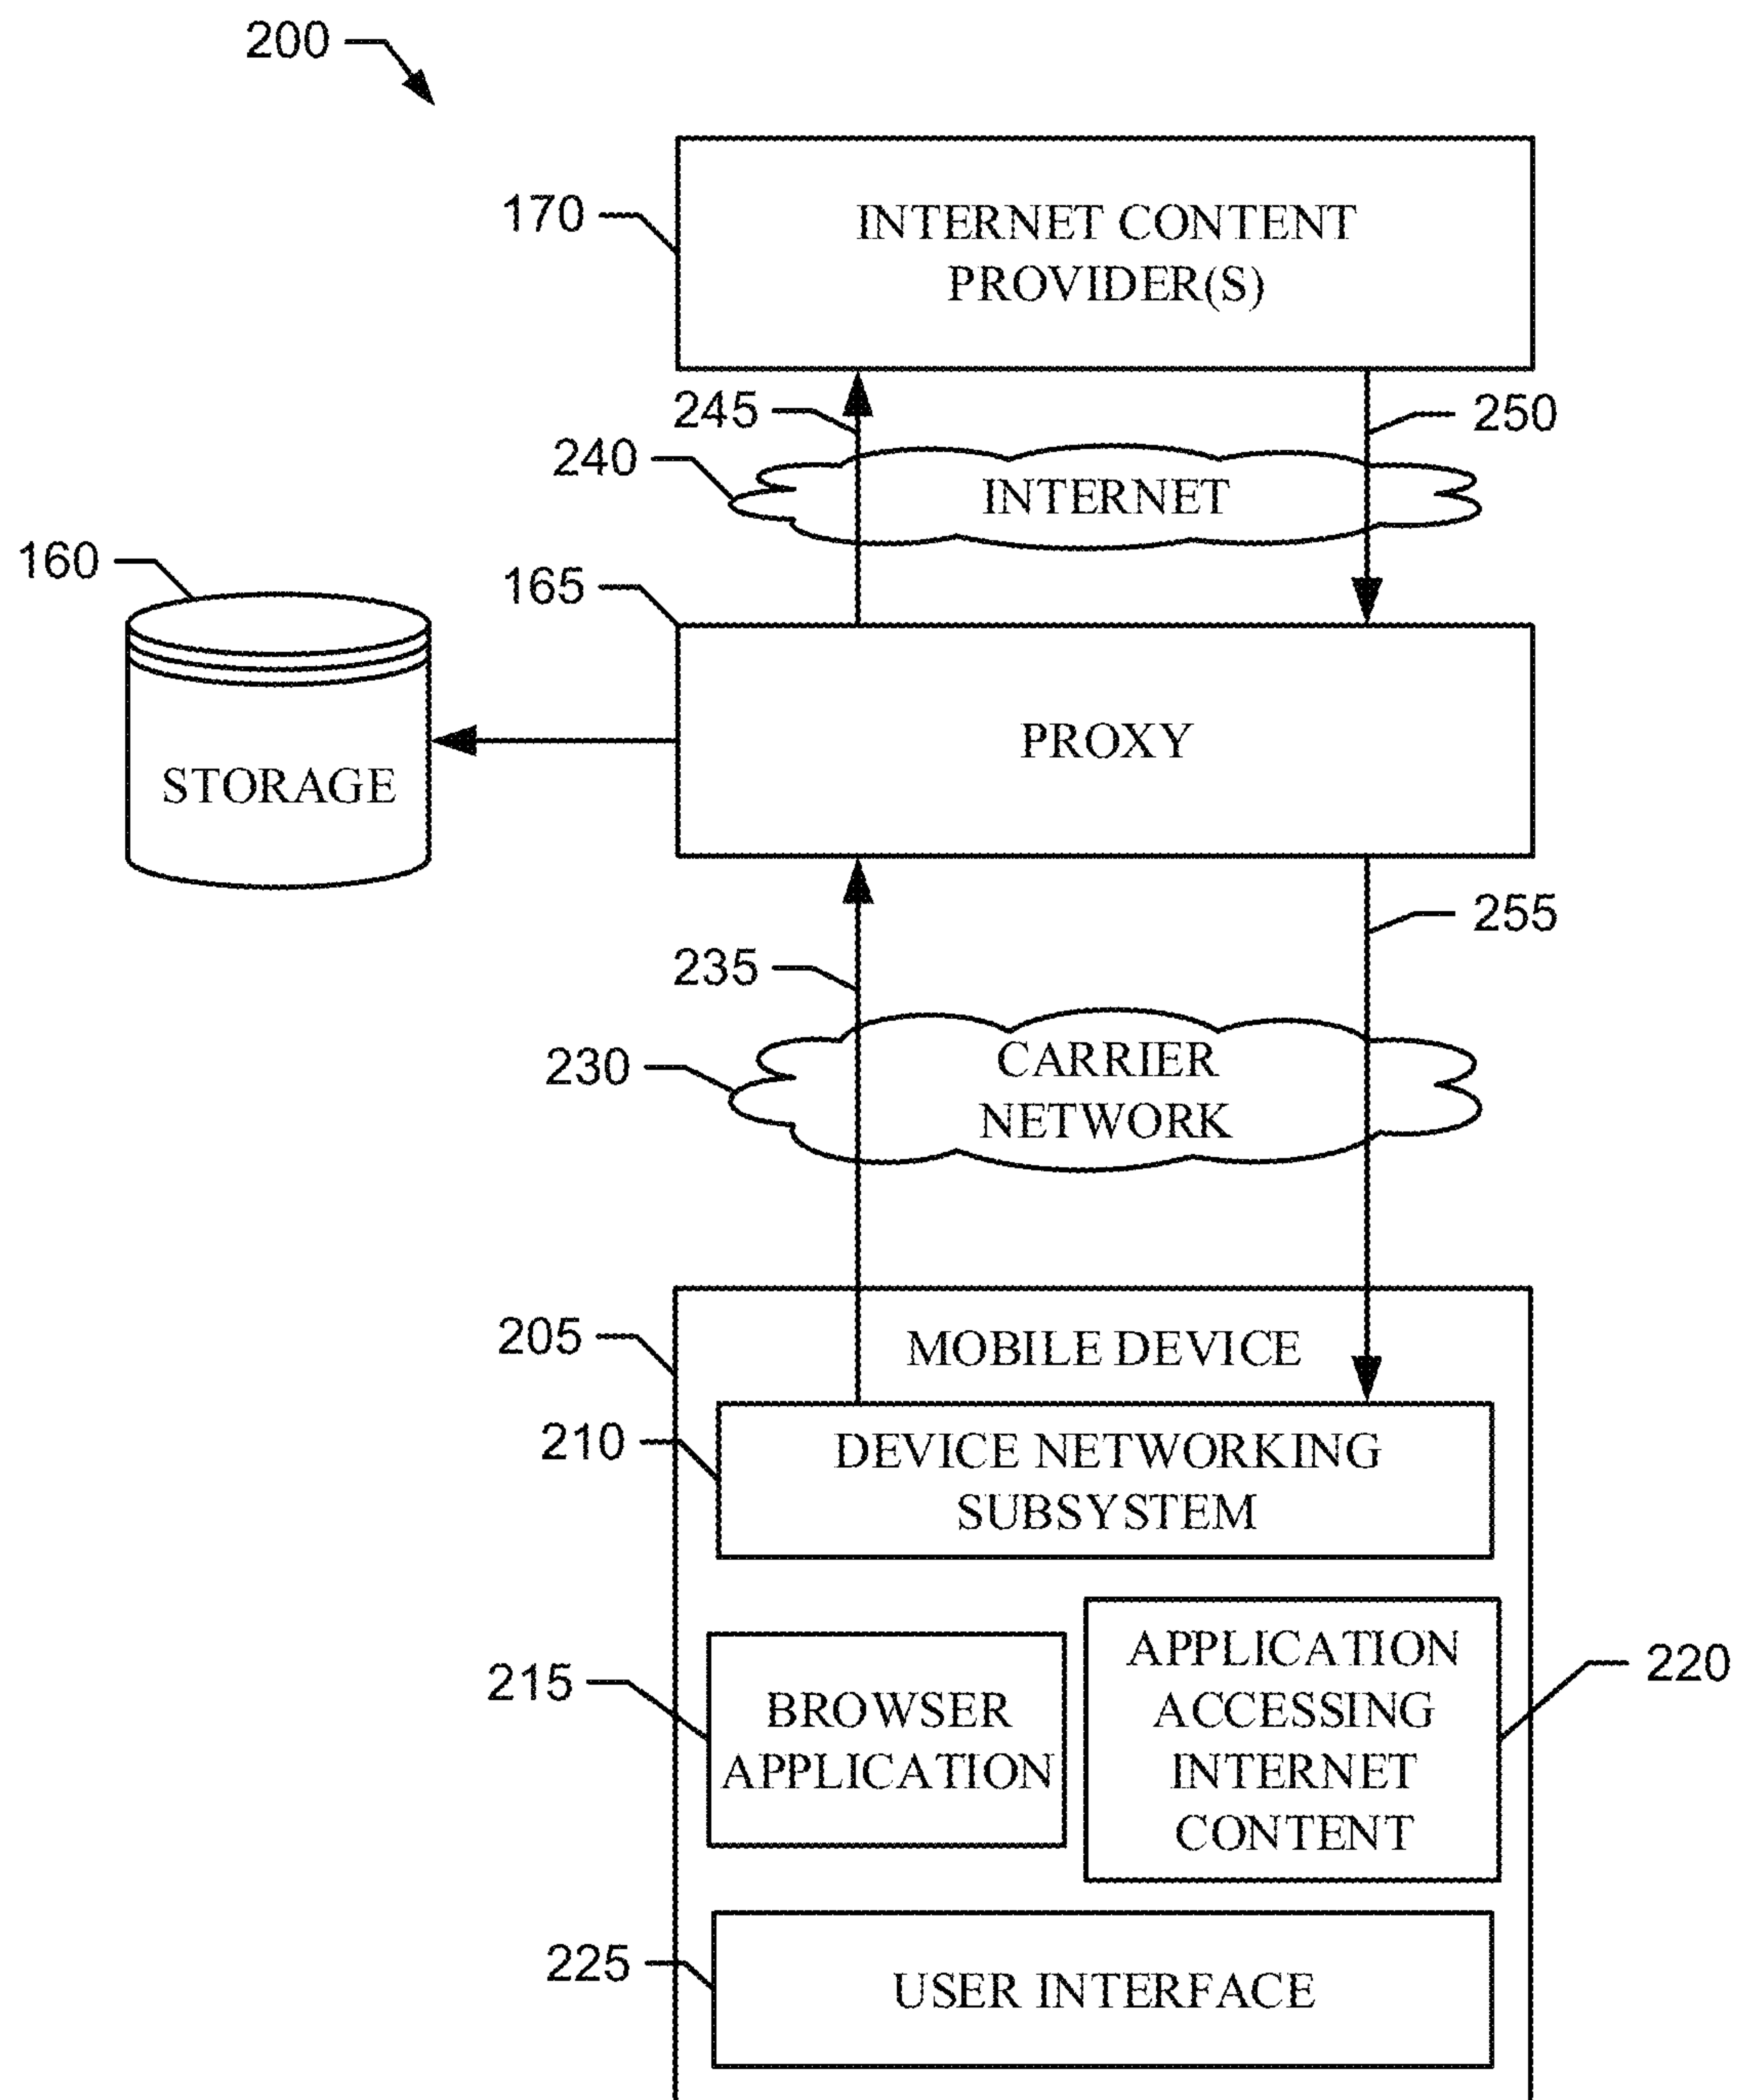 200
170
INTERNET CONTENT
PROVIDER(S)
245
250
240
INTERNET
160
165
STORAGE
PROXY
255
235
230
CARRIER
NETWORK
205
MOBILE DEVICE
210
DEVICE NETWORKING
SUBSYSTEM
215
BROWSER
APPLICATION
APPLICATION
ACCESSING
INTERNET
CONTENT
220
225
USER INTERFACE